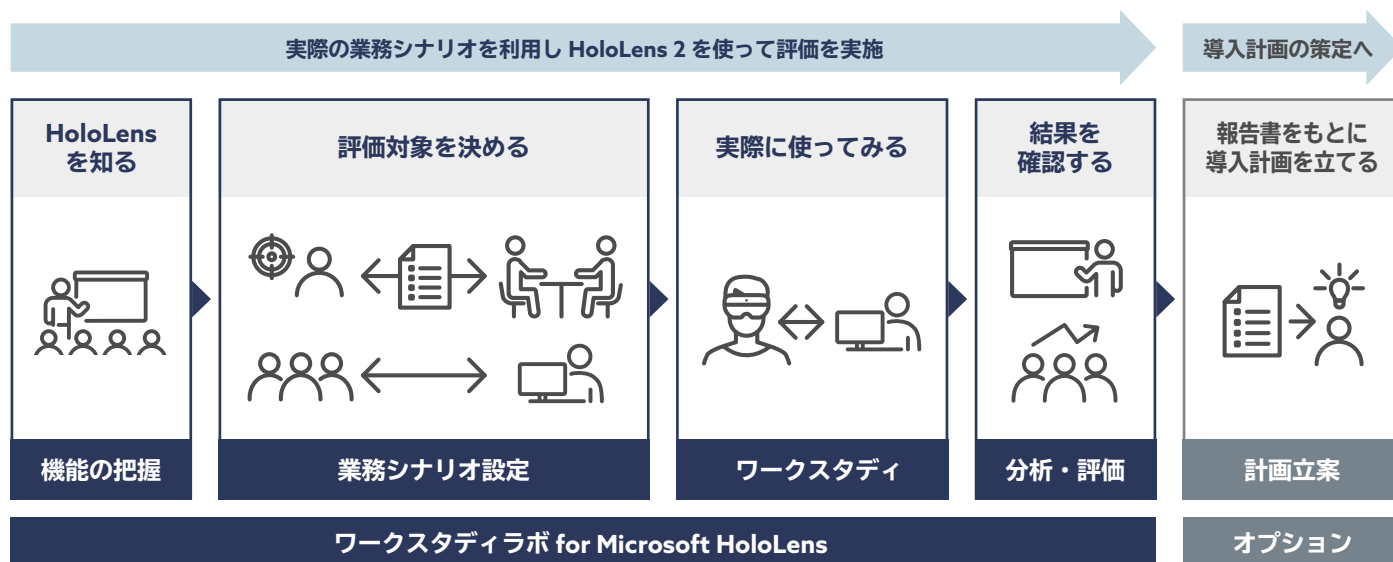 実際の業務シナリオを利用し HoloLens 2 を使って評価を実施
導入計画の策定へ
HoloLens
を知る
評価対象を決める
実際に使ってみる
結果を
確認する
報告書をもとに
導入計画を立てる
機能の把握
業務シナリオ設定
ワークスタディ
分析・評価
計画立案
ワークスタディラボ for Microsoft HoloLens
オプション